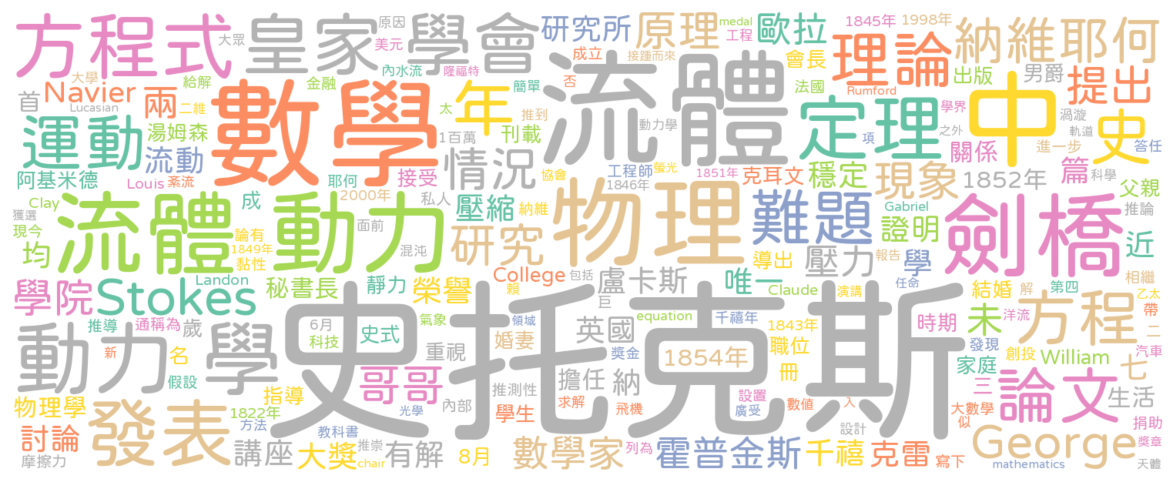 方程式
大眾
皇家
學會
原因
美元
隆福特
medal
工程
接踵而來
研究所
成立
否
原理
歐拉
會長
1845年
1998年
理論
Rumford
出版
納維耶何
男爵
提出
大學
Lucasian
給解
金融
內水流
簡單
法國
首
Navier
兩
二維
數學
太
年
推到
流體
動力學
定理
項
學界
之外
中
渦漩
軌道
進一步
史
答任
運動
湯姆森
流動
刊載
1百萬
情況
協會
工程師
螢光
1846年
1851年
克耳文
穩定
現象
關係
1852年
篇
科學
父親
阿基米德
Louis
紊流
耶何
2000年
接受
私人
壓縮
納維
物理
難題
Gabriel
證明
劍橋
推論
近
Clay
獲選
現今
成
論有
1849年
黏性
流體
動力
面前
混沌
研究
均
Landon
College
包括
盧卡斯
唯一
導出
壓力
報告
學
任命
相繼
學院
Stokes
秘書長
靜力
榮譽
賴
巨
Claude
演講
結婚
解
第四
乙太
動力
學
推導
通稱為
歲
6月
科技
史式
氣象
領域
史托克斯
英國
equation
千禧年
1843年
時期
未
洋流
方程
帶
二
新
假設
名
重視
婚妻
獎金
1854年
職位
冊
發現
家庭
創投
William
七
汽車
哥哥
推測性
擔任
納
三
論文
生活
物理學
發表
1822年
方法
指導
光學
內部
學生
求解
飛機
設置
廣受
數值
入
大數學
似
捐助
討論
摩擦力
講座
教科書
chair
大獎
推崇
有解
8月
數學家
列為
霍普金斯
設計
千禧
克雷
寫下
mathematics
George
獎章
天體